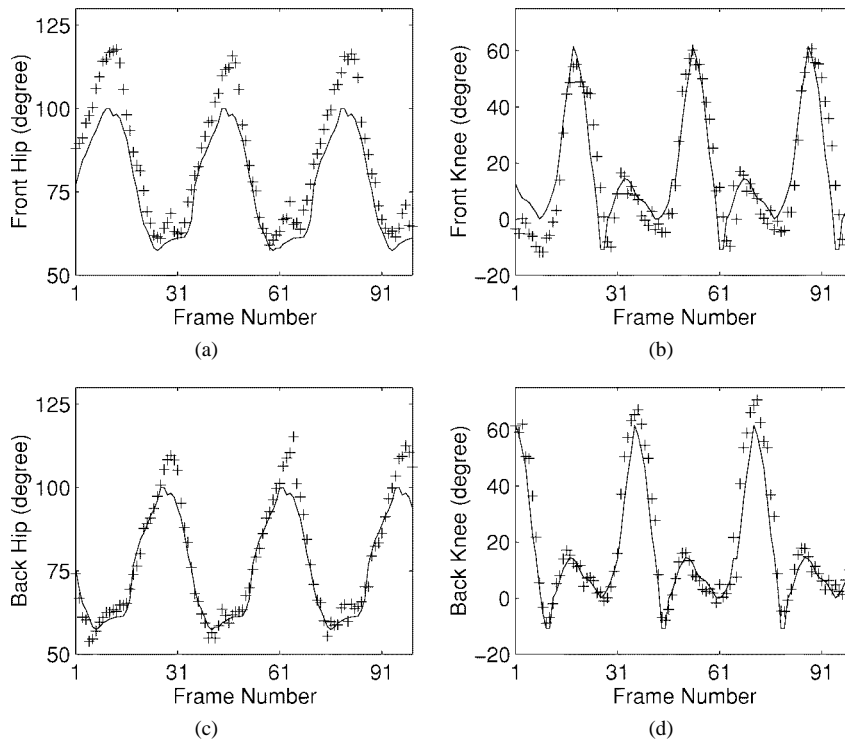 125
100
75
50
Front Hip (degree)
1 31 61 91
Frame Number
(a)
60
40
20
0
−20
Front Knee (degree)
1 31 61 91
Frame Number
(b)
125
100
75
50
Back Hip (degree)
1 31 61 91
Frame Number
(c)
60
40
20
0
−20
Back Knee (degree)
1 31 61 91
Frame Number
(d)